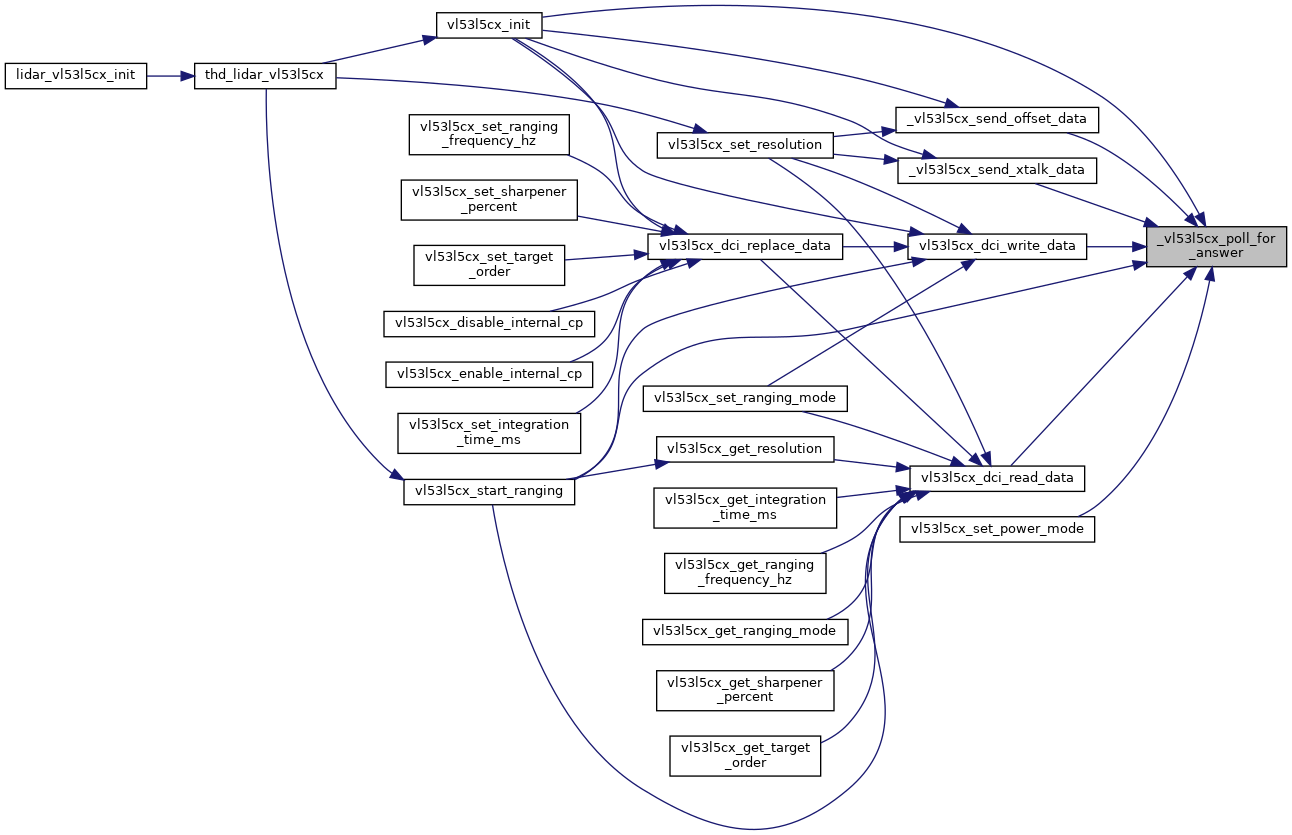 vl53l5cx_init
lidar_vl53l5cx_init
thd_lidar_vl53l5cx
vl53l5cx_set_ranging
_frequency_hz
vl53l5cx_set_resolution
_vl53l5cx_send_offset_data
_vl53l5cx_send_xtalk_data
vl53l5cx_set_sharpener
_percent
vl53l5cx_dci_replace_data
vl53l5cx_dci_write_data
_vl53l5cx_poll_for
_answer
vl53l5cx_set_target
_order
vl53l5cx_disable_internal_cp
vl53l5cx_enable_internal_cp
vl53l5cx_set_ranging_mode
vl53l5cx_set_integration
_time_ms
vl53l5cx_get_resolution
vl53l5cx_dci_read_data
vl53l5cx_start_ranging
vl53l5cx_get_integration
_time_ms
vl53l5cx_set_power_mode
vl53l5cx_get_ranging
_frequency_hz
vl53l5cx_get_ranging_mode
vl53l5cx_get_sharpener
_percent
vl53l5cx_get_target
_order